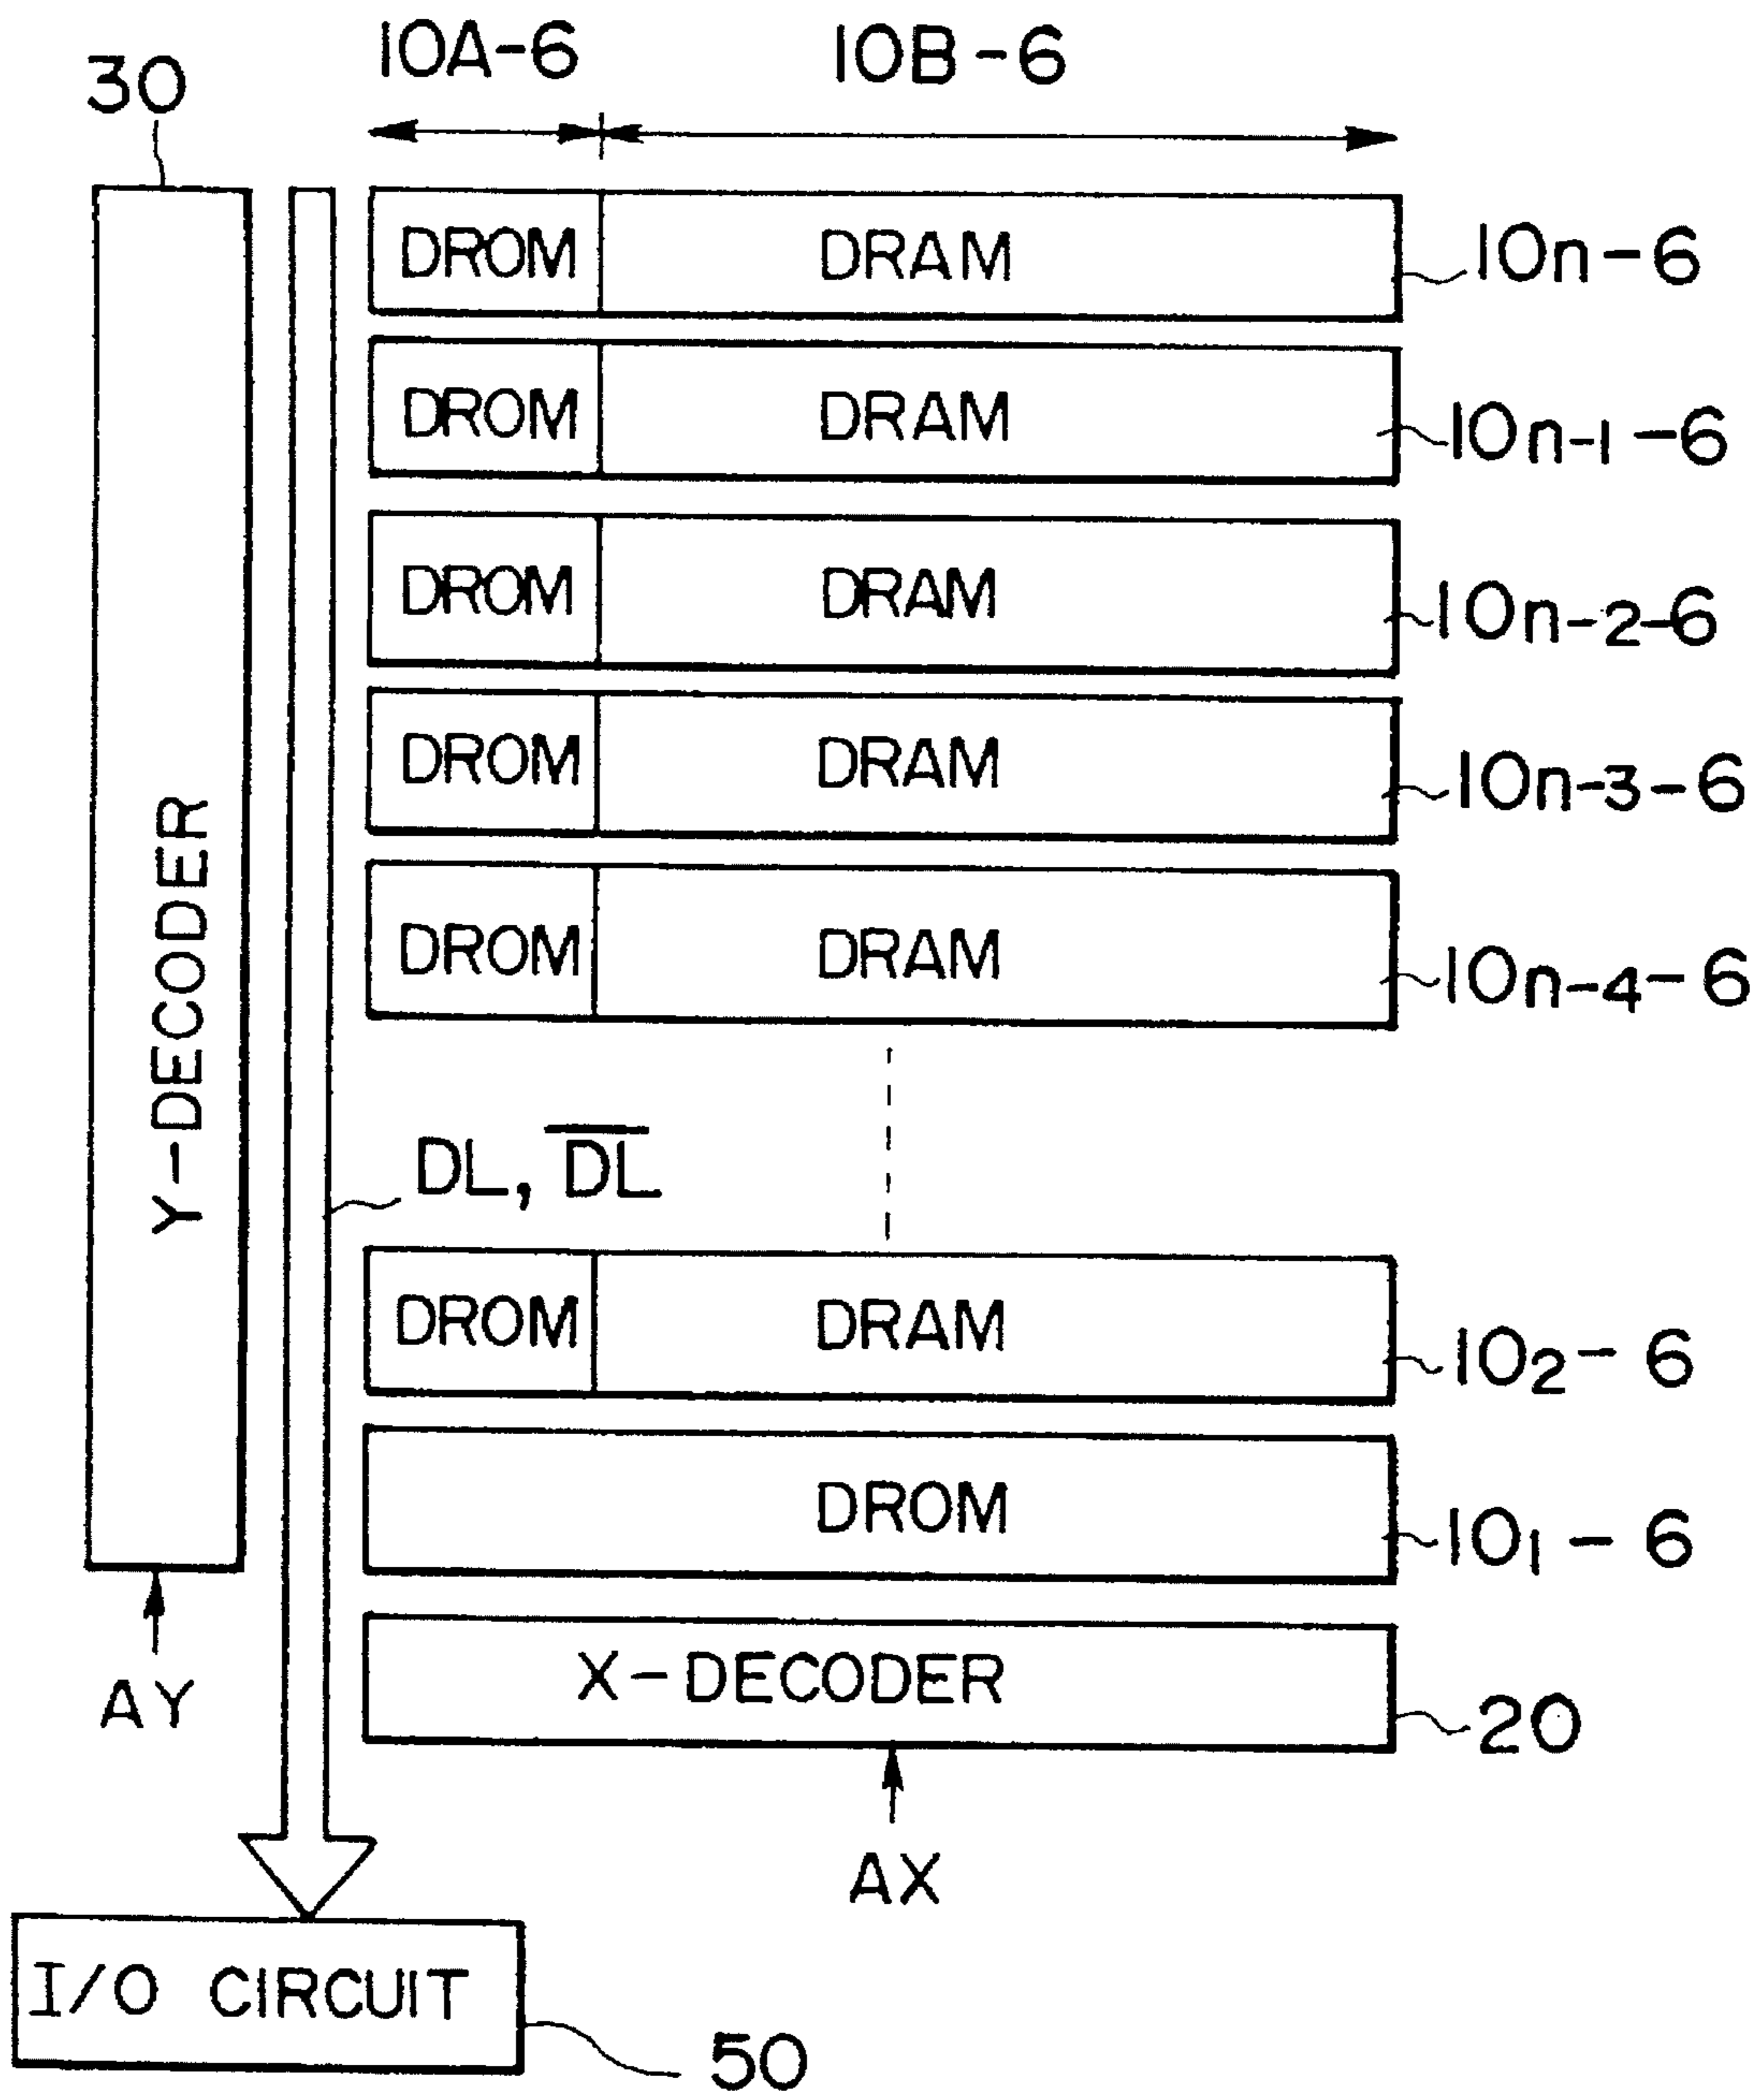 10A-6 10B-6
30
DROM DRAM 10n-6
DROM DRAM 10n-1-6
DROM DRAM 10n-2-6
DROM DRAM 10n-3-6
DROM DRAM 10n-4-6
Y-DECODER
DL, D̅L̅
DROM DRAM 10₂-6
DROM 10₁-6
X-DECODER 20
AY
AX
I/O CIRCUIT 50